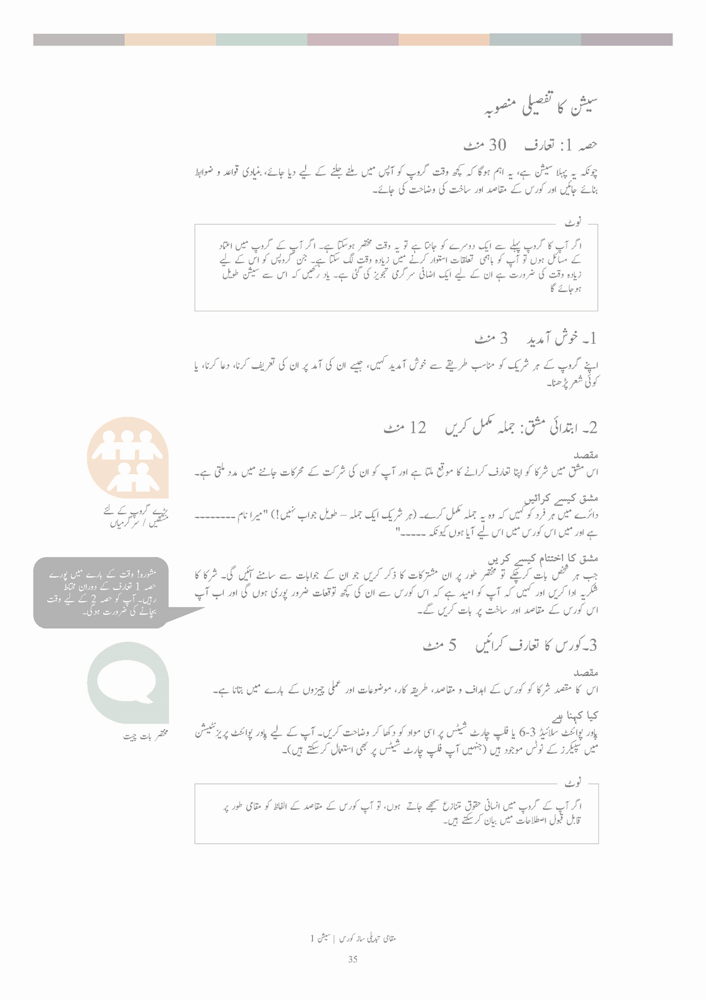 سیشن کا تفصیلی منصوبہ
حصہ 1: تعارف 30 منٹ
چونکہ یہ پہلا سیشن ہے، یہ اہم ہوگا کہ کچھ وقت گروپ کو آپس میں ملنے جلنے کے لیے دیا جائے، بنیادی قواعد و ضوابط
بنائے جائیں اور کورس کے مقاصد اور ساخت کی وضاحت کی جائے۔
نوٹ
اگر آپ کا گروپ پہلے سے ایک دوسرے کو جانتا ہے تو یہ وقت مختصر ہوسکتا ہے۔ اگر آپ کے گروپ میں اعتماد
کے مسائل ہوں تو آپ کو باہمی تعلقات استوار کرنے میں زیادہ وقت لگ سکتا ہے۔ جن گروپس کو اس کے لیے
زیادہ وقت کی ضرورت ہے ان کے لیے ایک اضافی سرگرمی تجویز کی گئی ہے۔ یاد رکھیں کہ اس سے سیشن طویل
ہوجائے گا
1۔ خوش آمدید 3 منٹ
اپنے گروپ کے ہر شریک کو مناسب طریقے سے خوش آمدید کہیں، جیسے ان کی آمد پر ان کی تعریف کرنا، دعا کرنا، یا
کوئی شعر پڑھنا۔
2۔ ابتدائی مشق: جملہ مکمل کریں 12 منٹ
مقصد
اس مشق میں شرکا کو اپنا تعارف کرانے کا موقع ملتا ہے اور آپ کو ان کی شرکت کے محرکات جاننے میں مدد ملتی ہے۔
مشق کیسے کرائیں
دائرے میں ہر فرد کو کہیں کہ وہ یہ جملہ مکمل کرے۔ (ہر شریک ایک جملہ – طویل جواب نہیں!) "میرا نام ۔۔۔۔۔۔۔۔
ہے اور میں اس کورس میں اس لیے آیا ہوں کیونکہ ۔۔۔۔۔"
مشق کا اختتام کیسے کر یں
جب ہر شخص بات کرچکے تو مختصر طور پر ان مشترکات کا ذکر کریں جو ان کے جوابات سے سامنے آئیں گی۔ شرکا کا
شکریہ ادا کریں اور کہیں کہ آپ کو امید ہے کہ اس کورس سے ان کی کچھ توقعات ضرور پوری ہوں گی اور اب آپ
اس کورس کے مقاصد اور ساخت پر بات کریں گے۔
بڑے گروپ کے لئے
مشقیں / سرگرمیاں
مشورہ! وقت کے بارے میں پورے
حصہ 1 تعارف کے دوران محتاط
رہیں۔ آپ کو حصہ 2 کے لیے وقت
بچانے کی ضرورت ہوگی۔
3۔کورس کا تعارف کرائیں 5 منٹ
مقصد
اس کا مقصد شرکا کو کورس کے اہداف و مقاصد، طریقہ کار، موضوعات اور عملی چیزوں کے بارے میں بتانا ہے۔
کیا کہنا ہے
پاور پوائنٹ سلائیڈ 3-6 یا فلپ چارٹ شیٹس پر اسی مواد کو دکھا کر وضاحت کریں۔ آپ کے لیے پاور پوائنٹ پریزنٹیشن
میں سپیکرز کے نوٹس موجود ہیں (جنہیں آپ فلپ چارٹ شیٹس پر بھی استعمال کر سکتے ہیں)۔
مختصر بات چیت
نوٹ
اگر آپ کے گروپ میں انسانی حقوق متنازع سمجھے جاتے ہوں، تو آپ کورس کے مقاصد کے الفاظ کو مقامی طور پر
قابل قبول اصطلاحات میں بیان کرسکتے ہیں۔
مقامی تبدیلی ساز کورس | سیشن 1
35